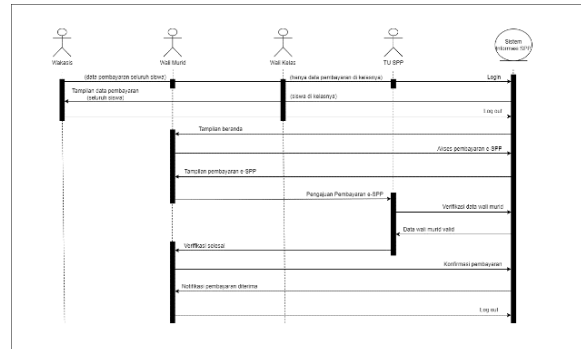 Sistem
Informasi SPP
Wakasis
Wali Murid
Wali Kelas
TU SPP
(data pembayaran seluruh siswa)
(hanya data pembayaran di kelasnya)
Login
Tampilan data pembayaran
(seluruh siswa)
(siswa di kelasnya)
Log out
Tampilan beranda
Akses pembayaran e-SPP
Tampilan pembayaran e-SPP
Pengajuan Pembayaran e-SPP
Verifikasi data wali murid
Data wali murid valid
Verifikasi selesai
Konfirmasi pembayaran
Notifikasi pembayaran diterima
Log out